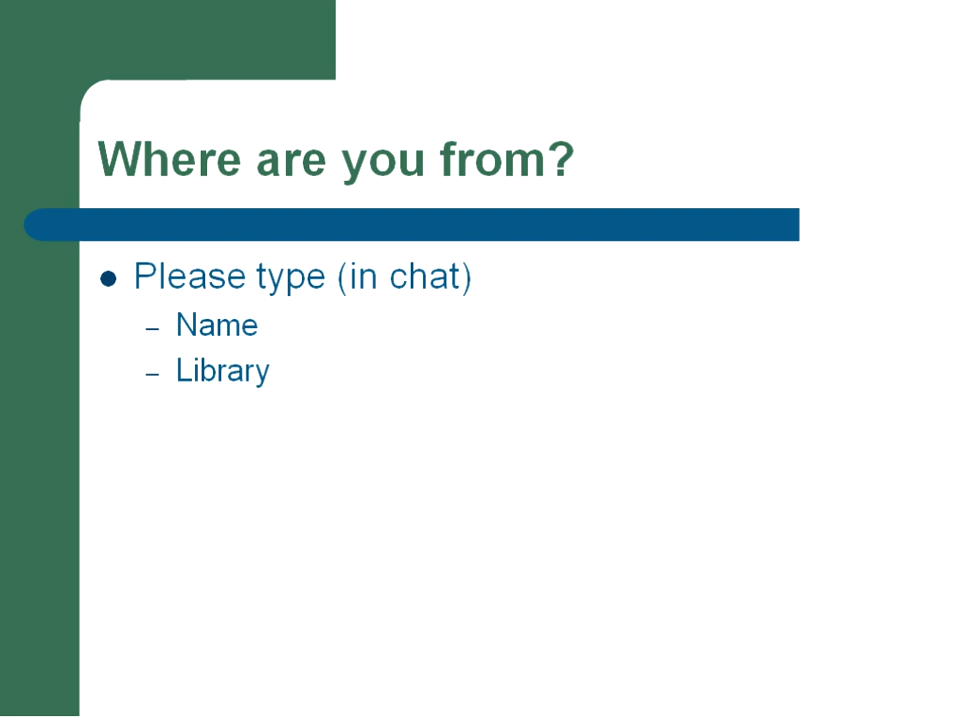 Where are you from?
● Please type (in chat)
– Name
– Library